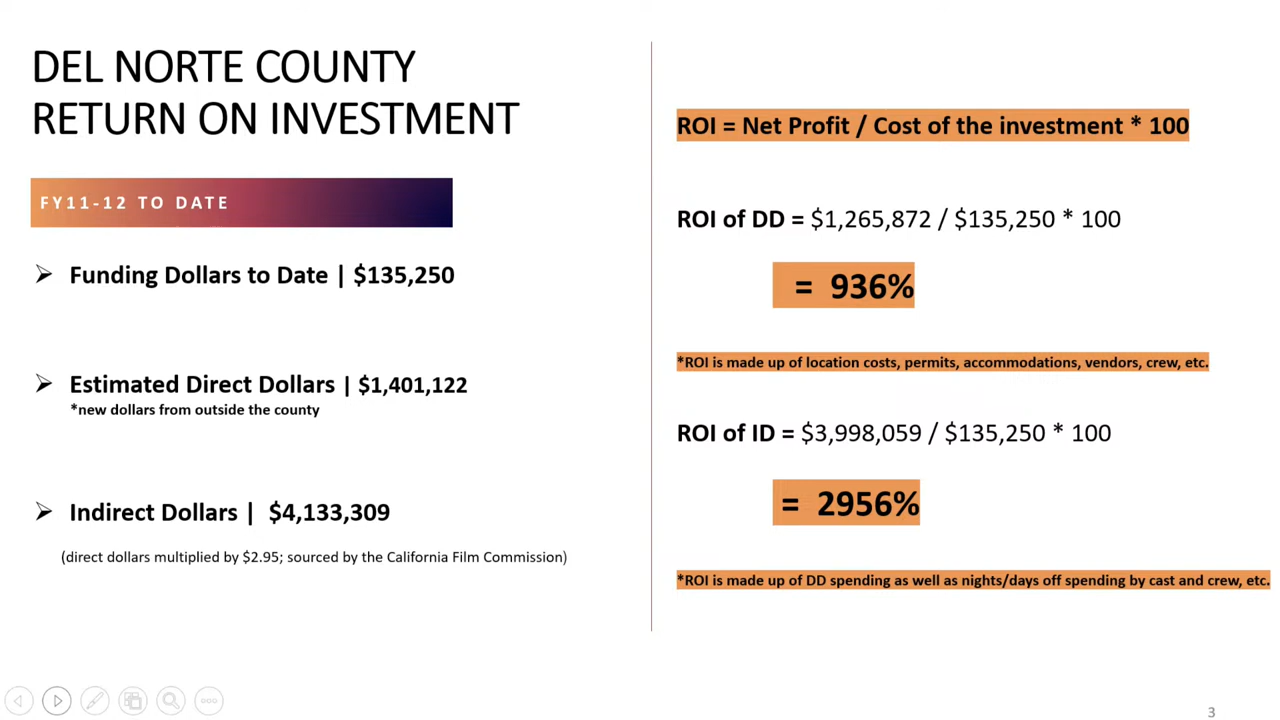 DEL NORTE COUNTY
RETURN ON INVESTMENT
FY11-12 TO DATE
➢ Funding Dollars to Date | $135,250
➢ Estimated Direct Dollars | $1,401,122
*new dollars from outside the county
➢ Indirect Dollars | $4,133,309
(direct dollars multiplied by $2.95; sourced by the California Film Commission)
ROI = Net Profit / Cost of the investment * 100
ROI of DD = $1,265,872 / $135,250 * 100
= 936%
*ROI is made up of location costs, permits, accommodations, vendors, crew, etc.
ROI of ID = $3,998,059 / $135,250 * 100
= 2956%
*ROI is made up of DD spending as well as nights/days off spending by cast and crew, etc.
3